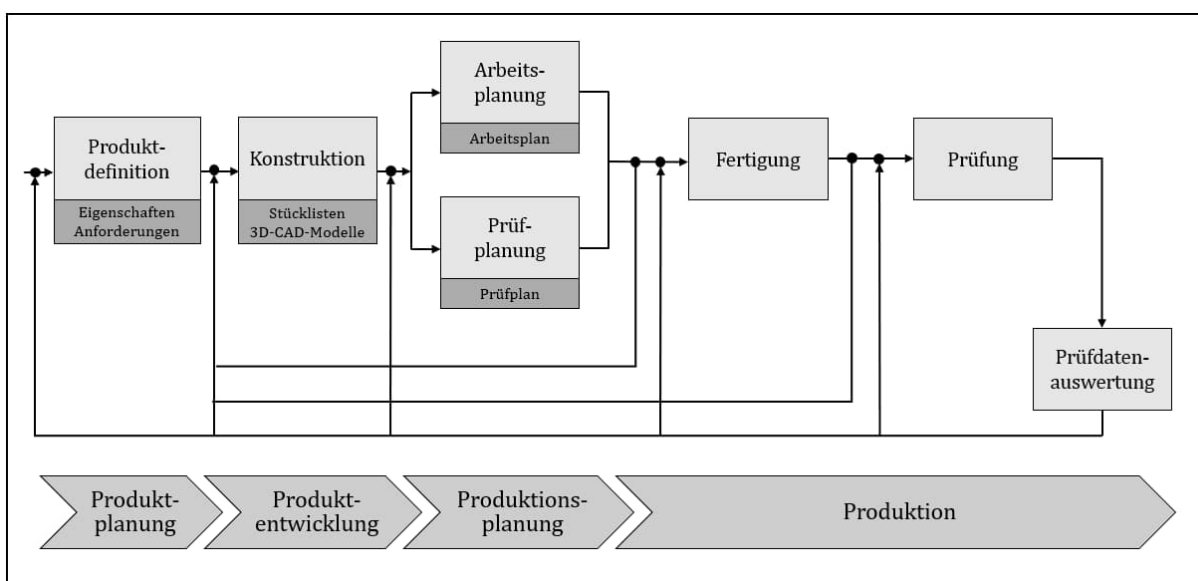 Produkt-
definition
Eigenschaften
Anforderungen
Konstruktion
Stücklisten
3D-CAD-Modelle
Arbeits-
planung
Arbeitsplan
Prüf-
planung
Prüfplan
Fertigung
Prüfung
Prüfdaten-
auswertung
Produkt-
planung
Produkt-
entwicklung
Produktions-
planung
Produktion